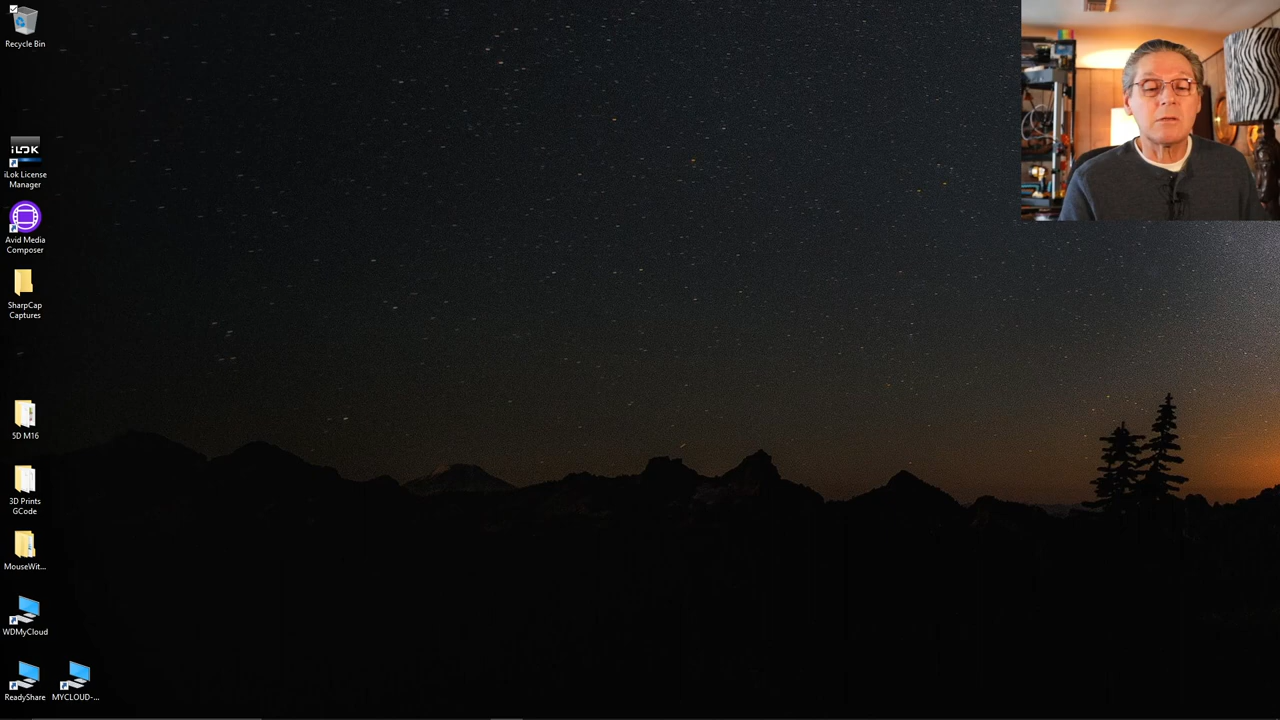 Recycle Bin
iLOK
iLok License
Manager
Avid Media
Composer
SharpCap
Captures
5D M16
3D Prints
GCode
MouseWit...
WDMyCloud
ReadyShare
MYCLOUD-...